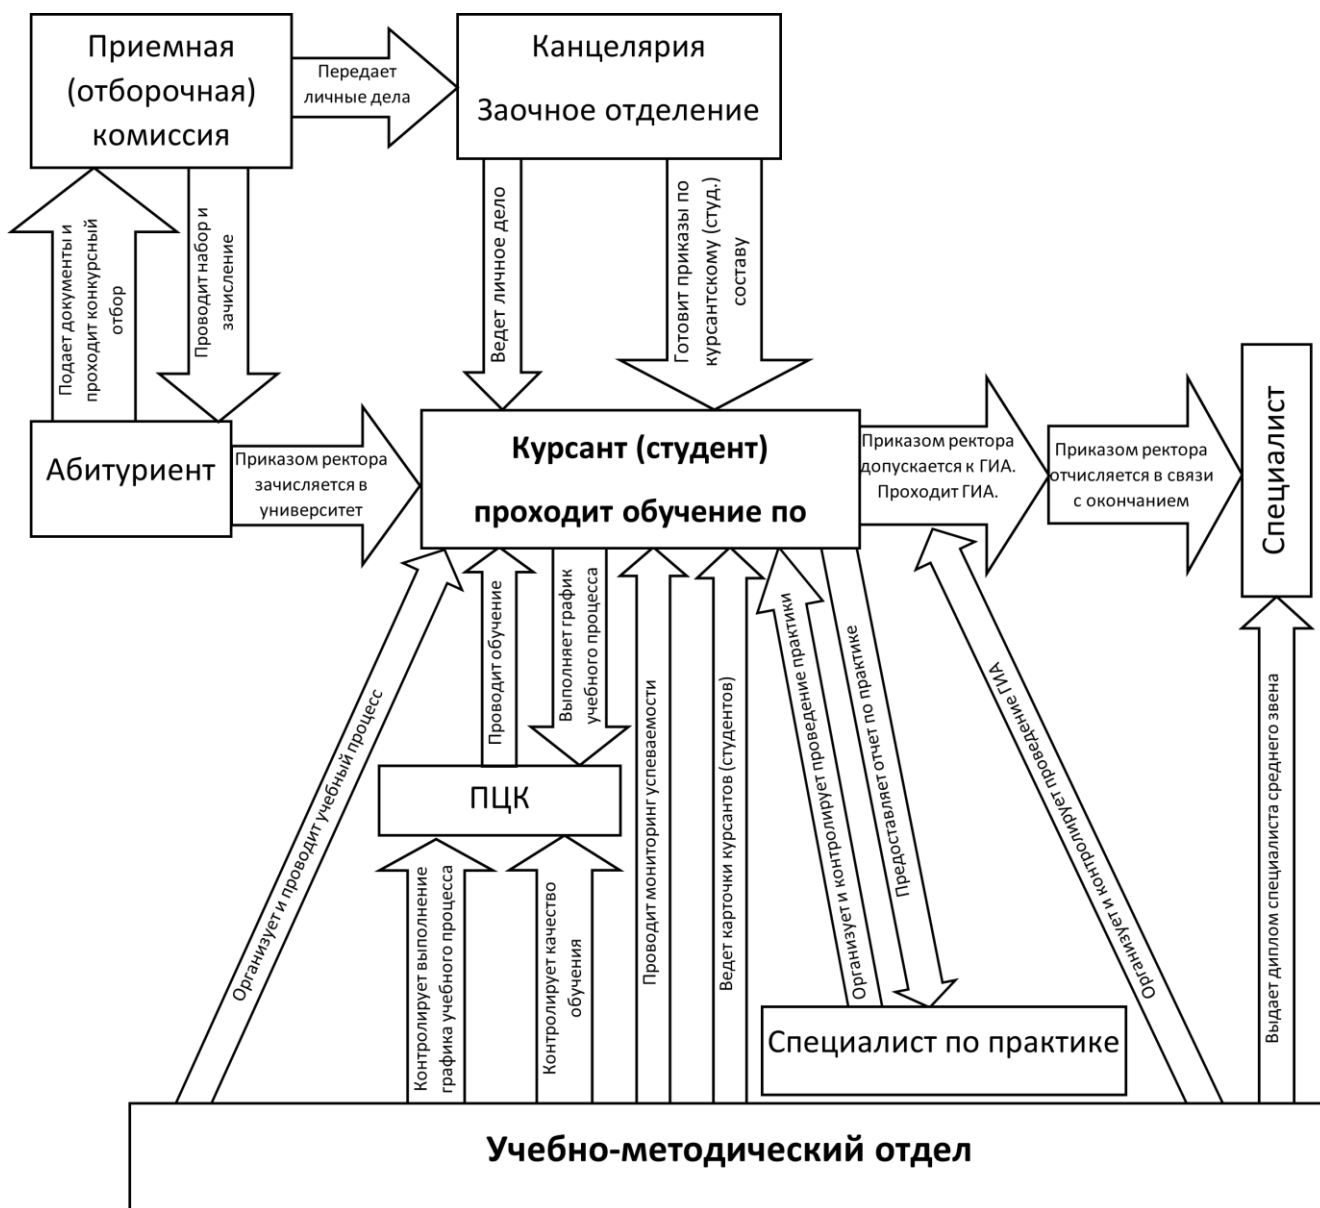 Приемная
(отборочная)
комиссия
Передает
личные дела
Канцелярия
Заочное отделение
Подает документы и
проходит конкурсный
отбор
Проводит набор и
зачисление
Ведет личное дело
Готовит приказы по
курсантскому (студ.)
составу
Абитуриент
Приказом ректора
зачисляется в
университет
Курсант (студент)
проходит обучение по
Приказом ректора
допускается к ГИА.
Проходит ГИА.
Приказом ректора
отчисляется в связи
с окончанием
Специалист
Организует и проводит учебный процесс
Проводит обучение
Выполняет график
учебного процесса
Проводит мониторинг успеваемости
Ведет карточки курсантов (студентов)
Организует и контролирует проведение практики
Предоставляет отчет по практике
Организует и контролирует проведение ГИА
Выдает диплом специалиста среднего звена
ПЦК
Контролирует выполнение
графика учебного процесса
Контролирует качество
обучения
Специалист по практике
Учебно-методический отдел